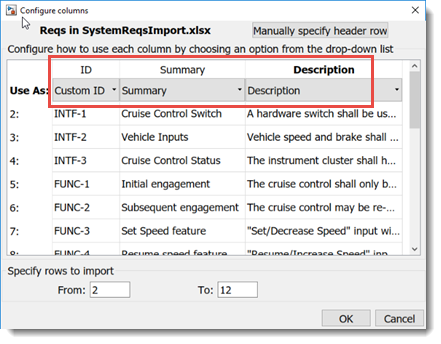 Configure columns
Reqs in SystemReqsImport.xlsx Manually specify header row
Configure how to use each column by choosing an option from the drop-down list
ID Summary Description
Use As: Custom ID Summary Description
2: INTF-1 Cruise Control Switch A hardware switch shall be us...
3: INTF-2 Vehicle Inputs Vehicle speed and brake shall ...
4: INTF-3 Cruise Control Status The instrument cluster shall h...
5: FUNC-1 Initial engagement The cruise control shall only b...
6: FUNC-2 Subsequent engagement The cruise control may be re-...
7: FUNC-3 Set Speed feature "Set/Decrease Speed" input wi...
8: FUNC-4 Resume speed feature "Resume/Increase Speed" inp...
Specify rows to import
From: 2 To: 12
OK Cancel